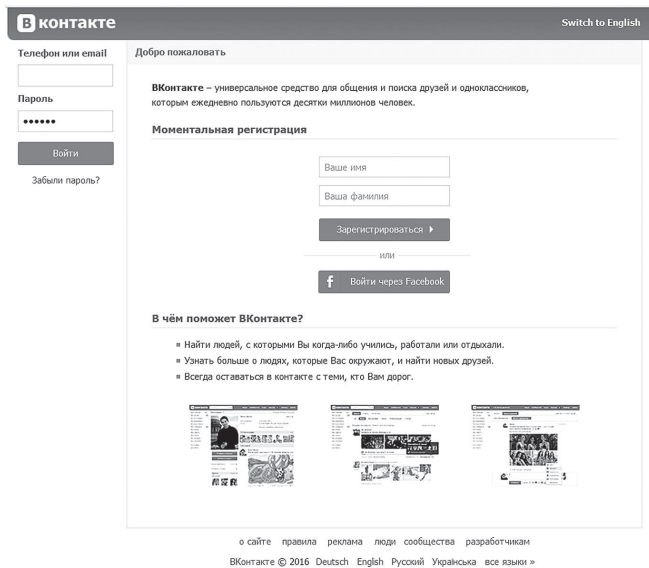 В контакте
Switch to English
Телефон или email
Пароль
••••••
Войти
Забыли пароль?
Добро пожаловать
ВКонтакте – универсальное средство для общения и поиска друзей и одноклассников,
которым ежедневно пользуются десятки миллионов человек.
Моментальная регистрация
Ваше имя
Ваша фамилия
Зарегистрироваться
или
f Войти через Facebook
В чём поможет ВКонтакте?
Найти людей, с которыми Вы когда-либо учились, работали или отдыхали.
Узнать больше о людях, которые Вас окружают, и найти новых друзей.
Всегда оставаться в контакте с теми, кто Вам дорог.
о сайте правила реклама люди сообщества разработчикам
ВКонтакте © 2016 Deutsch English Русский Українська все языки »